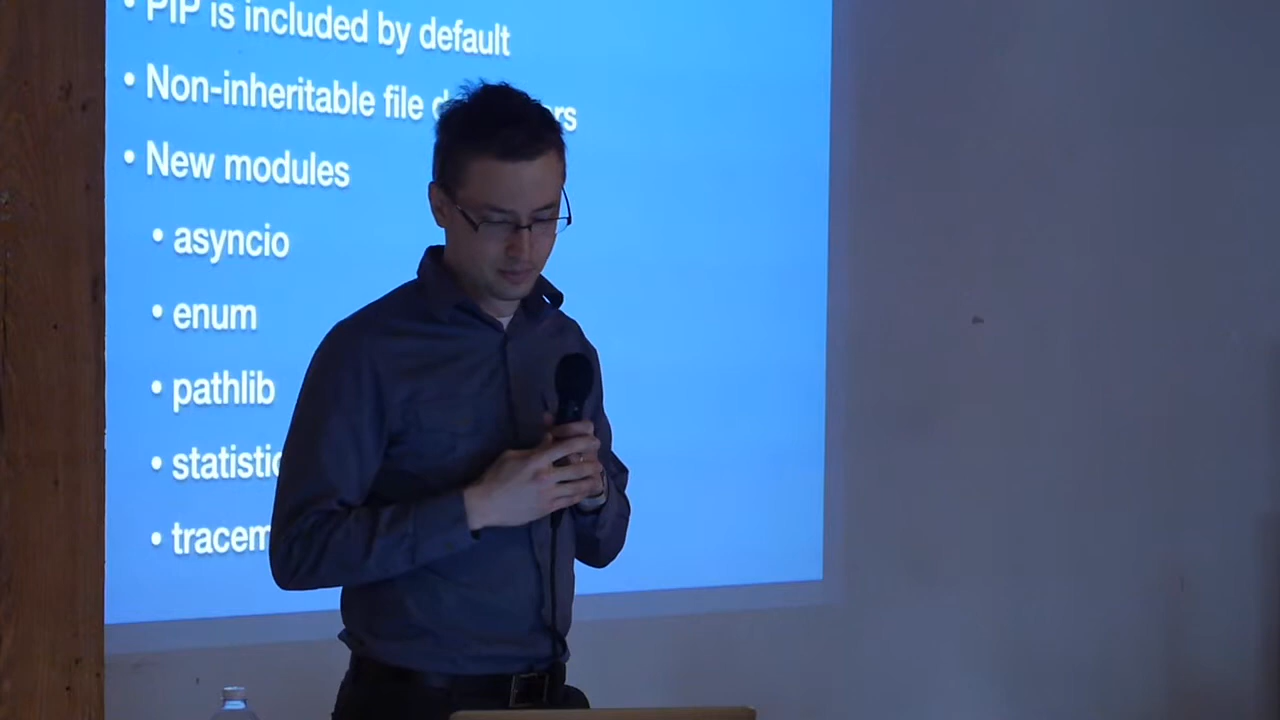 • PIP is included by default
• Non-inheritable file
• New modules
• asyncio
• enum
• pathlib
•
•